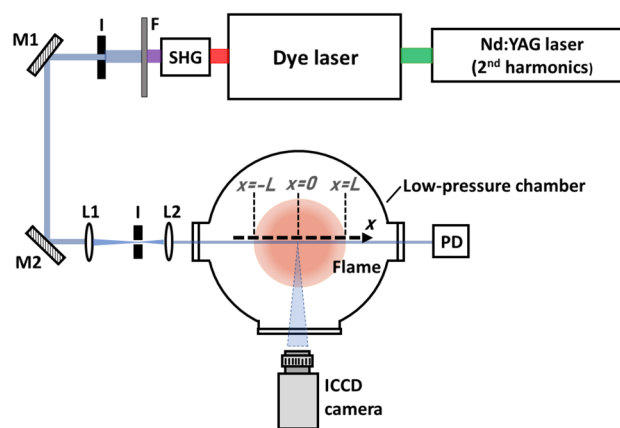 M1
I
F
SHG
Dye laser
Nd:YAG laser
(2nd harmonics)
x=-L
x=0
x=L
Low-pressure chamber
L1
I
L2
x
M2
PD
Flame
ICCD
camera